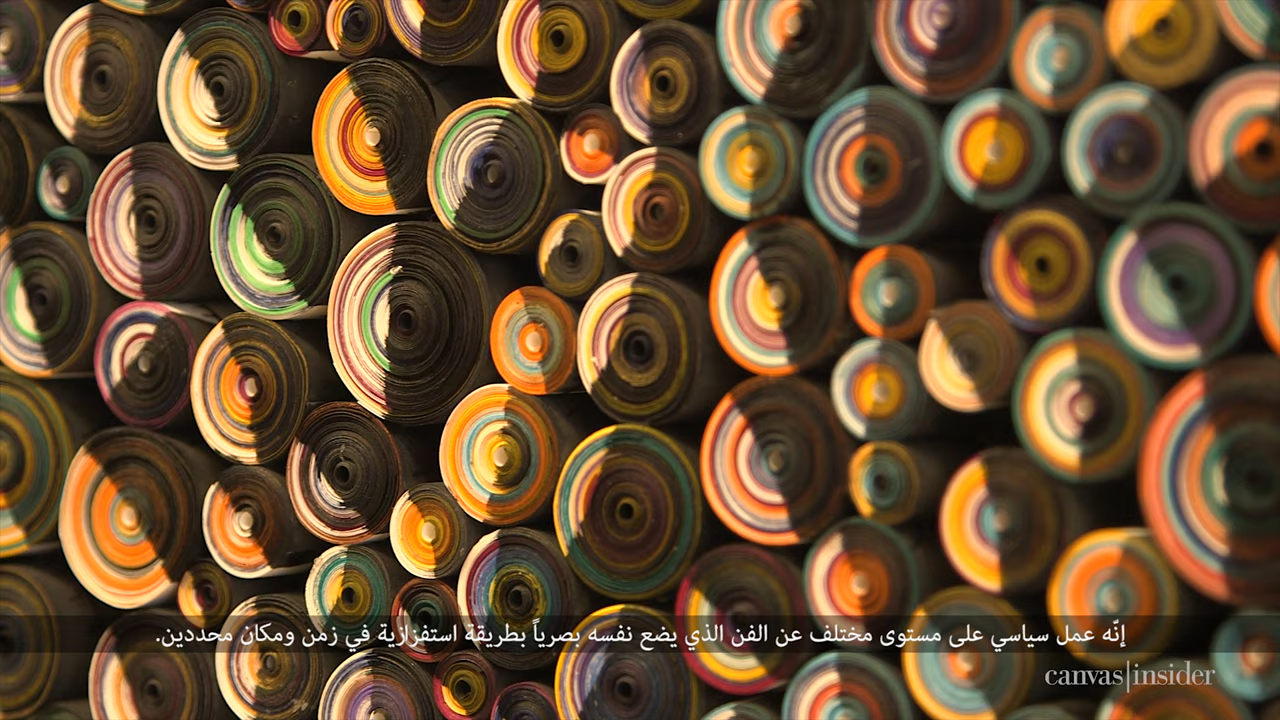 إنّه عمل سياسي على مستوى مختلف عن الفن الذي يضع نفسه بصرياً بطريقة استفزازية في زمن ومكان محددين.
canvas|insider